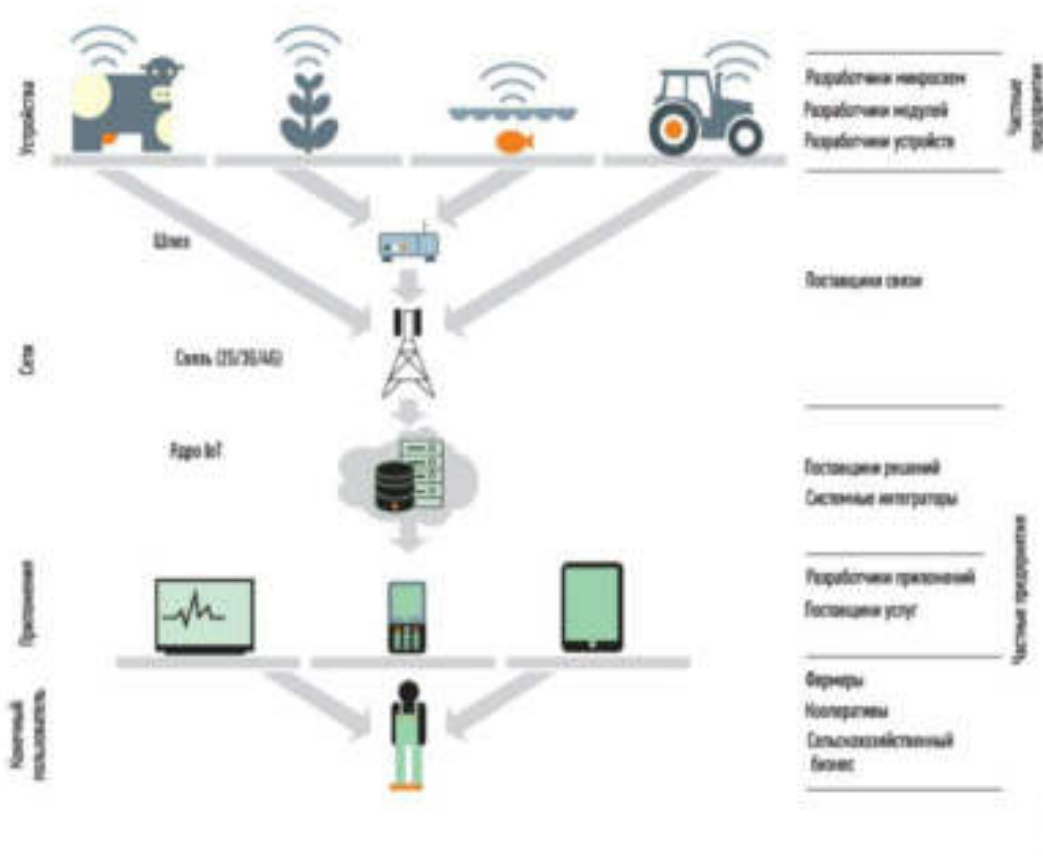 Устройства
Разработчики микросхем
Разработчики модулей
Разработчики устройств
Частные
предприятия
Шлюз
Поставщики связи
Сети
Связь (2G/3G/4G)
Ядро IoT
Поставщики решений
Системные интеграторы
Приложения
Разработчики приложений
Поставщики услуг
Частные предприятия
Конечный
пользователь
Фермеры
Кооперативы
Сельскохозяйственный
бизнес